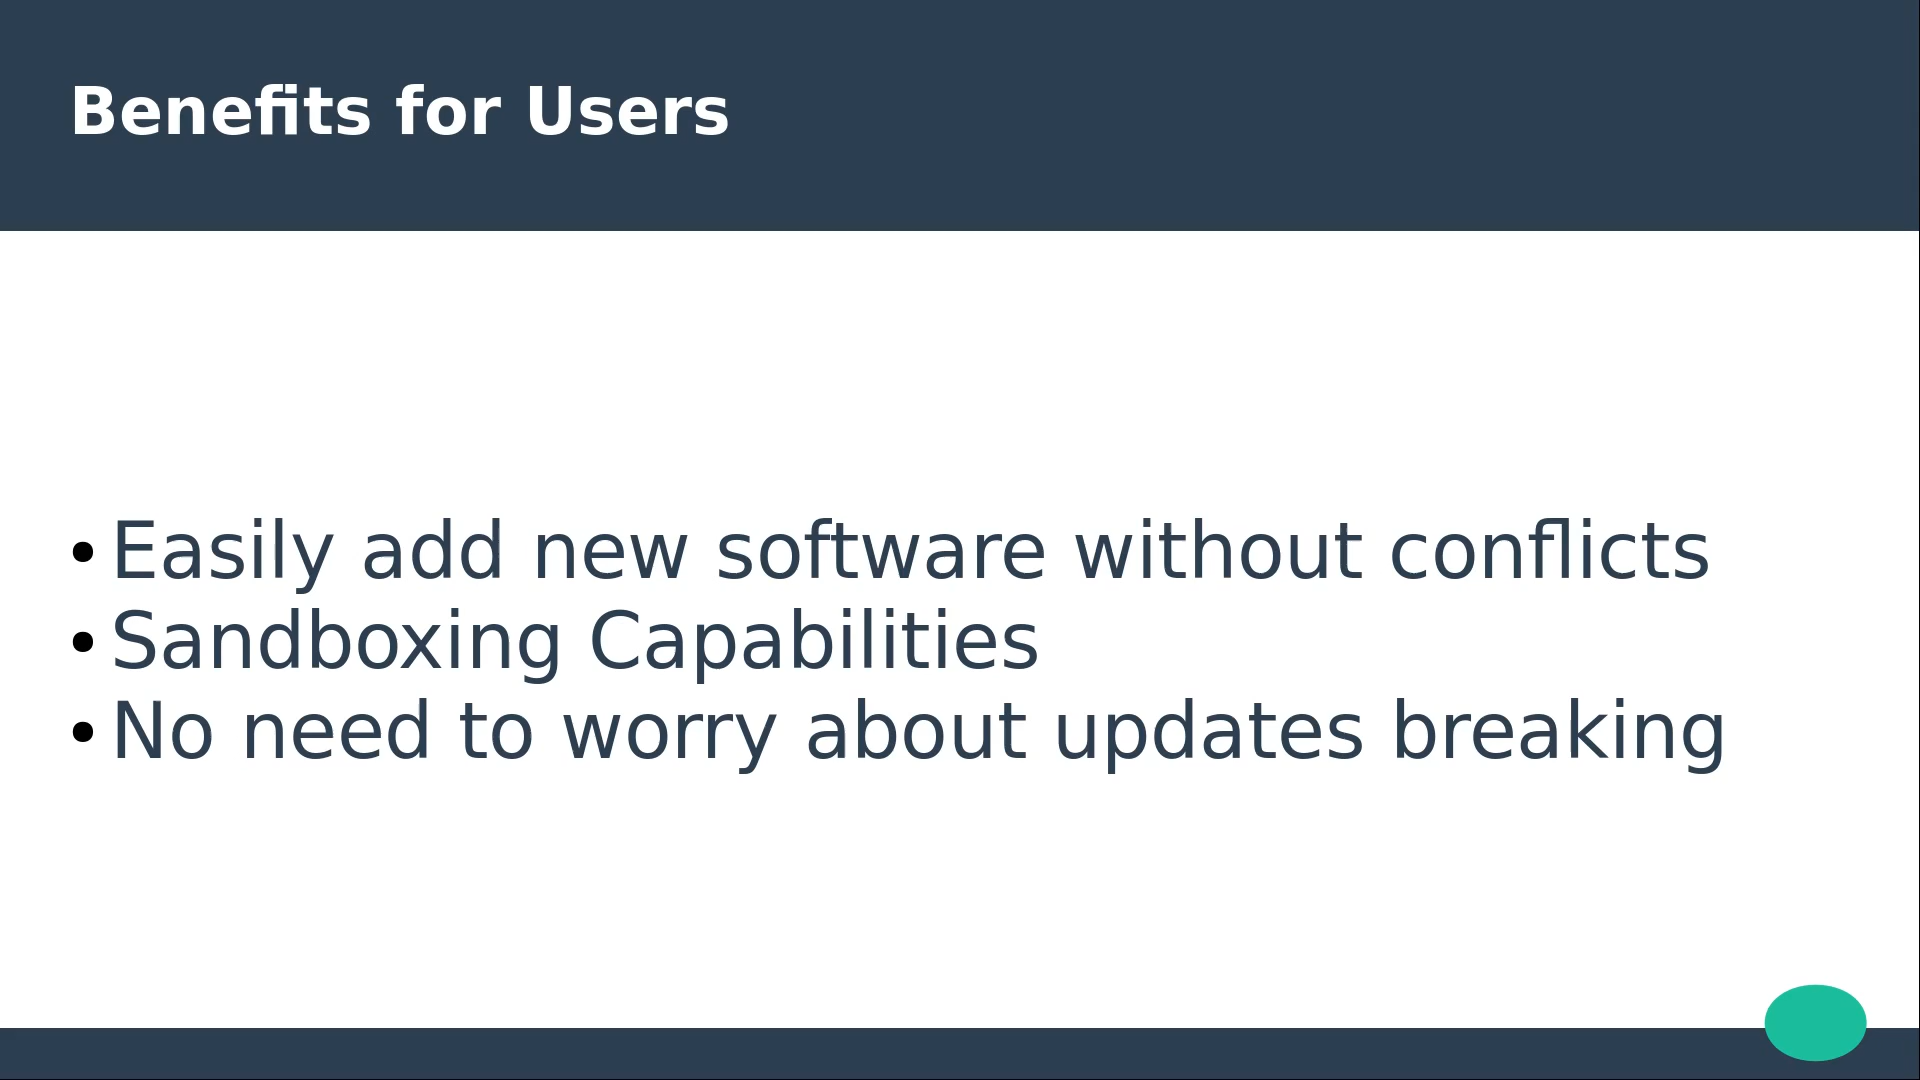 Benefits for Users
• Easily add new software without conflicts
• Sandboxing Capabilities
• No need to worry about updates breaking